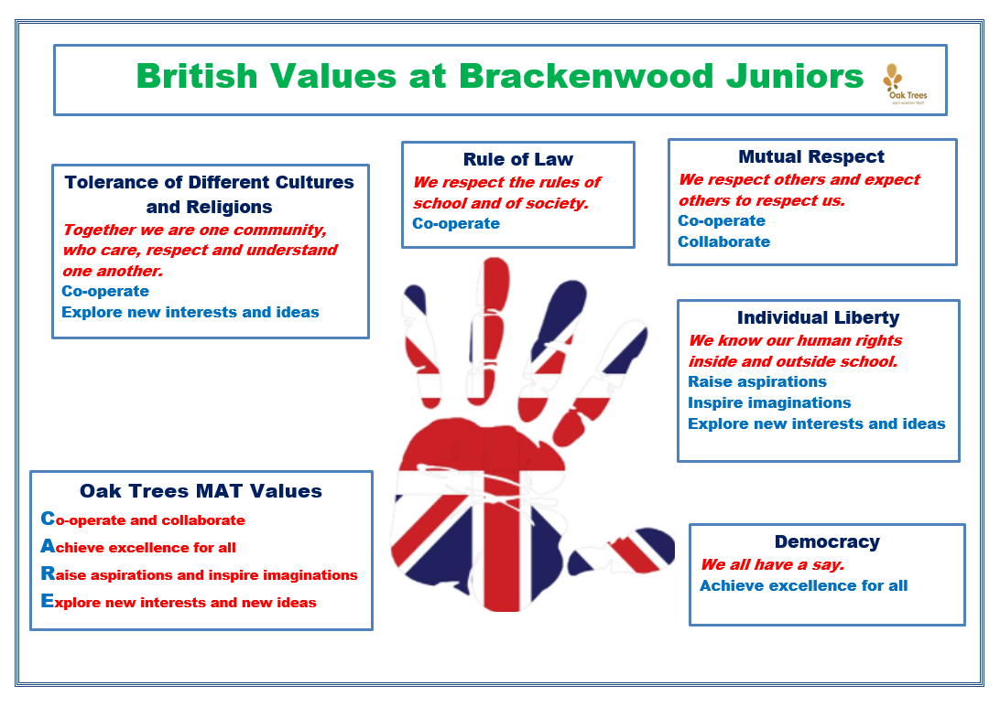 British Values at Brackenwood Juniors
Oak Trees
MULTI ACADEMY TRUST
Tolerance of Different Cultures
and Religions
Together we are one community,
who care, respect and understand
one another.
Co-operate
Explore new interests and ideas
Rule of Law
We respect the rules of
school and of society.
Co-operate
Mutual Respect
We respect others and expect
others to respect us.
Co-operate
Collaborate
Individual Liberty
We know our human rights
inside and outside school.
Raise aspirations
Inspire imaginations
Explore new interests and ideas
Oak Trees MAT Values
Co-operate and collaborate
Achieve excellence for all
Raise aspirations and inspire imaginations
Explore new interests and new ideas
Democracy
We all have a say.
Achieve excellence for all